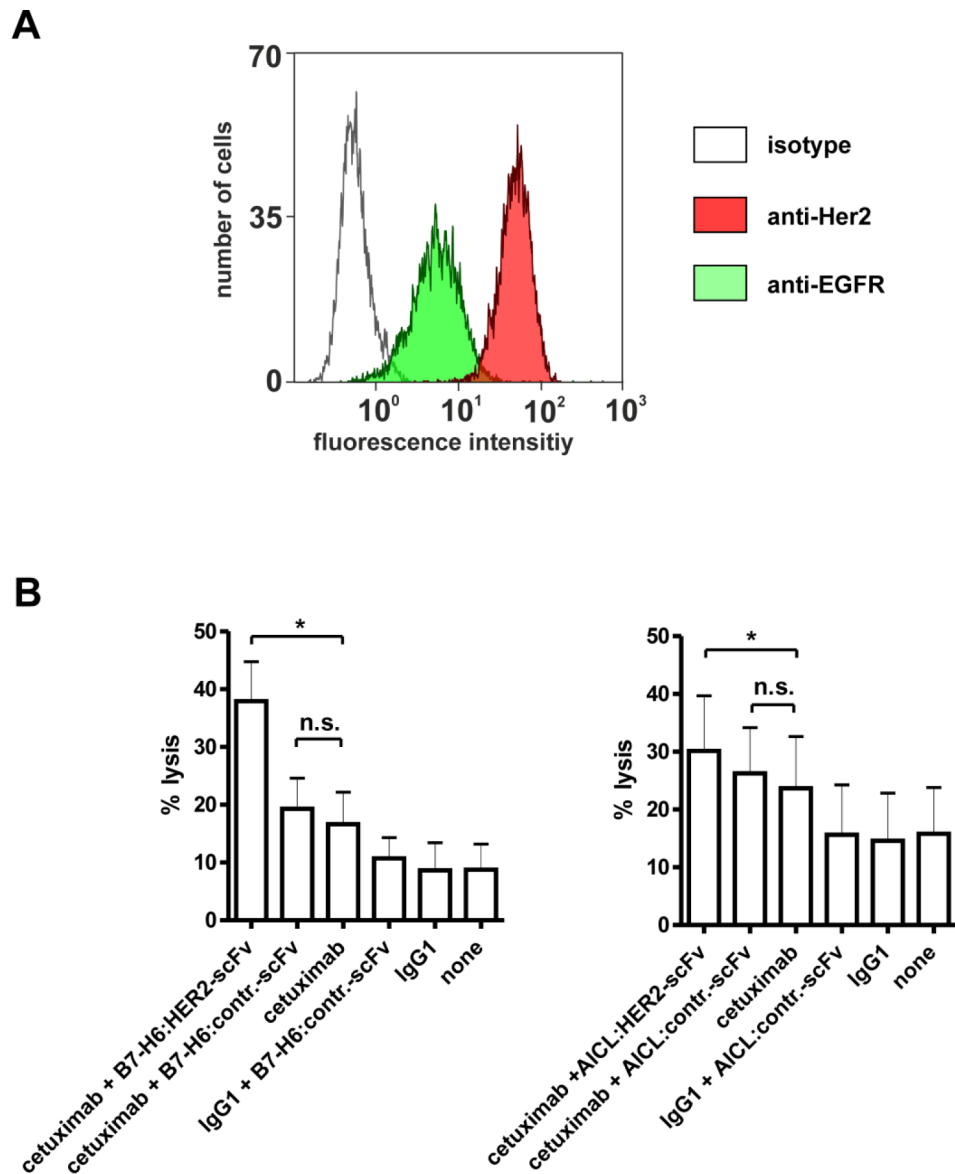 A
70
35
0
number of cells
10⁰ 10¹ 10² 10³
fluorescence intensitiy
isotype
anti-Her2
anti-EGFR
B
50
40
30
20
10
0
% lysis
*
n.s.
cetuximab + B7-H6:HER2-scFv
cetuximab + B7-H6:contr.-scFv
cetuximab
IgG1 + B7-H6:contr-scFv
IgG1
none
50
40
30
20
10
0
% lysis
*
n.s.
cetuximab +AICL:HER2-scFv
cetuximab + AICL:contr.-scFv
cetuximab
IgG1 + AICL:contr-scFv
IgG1
none